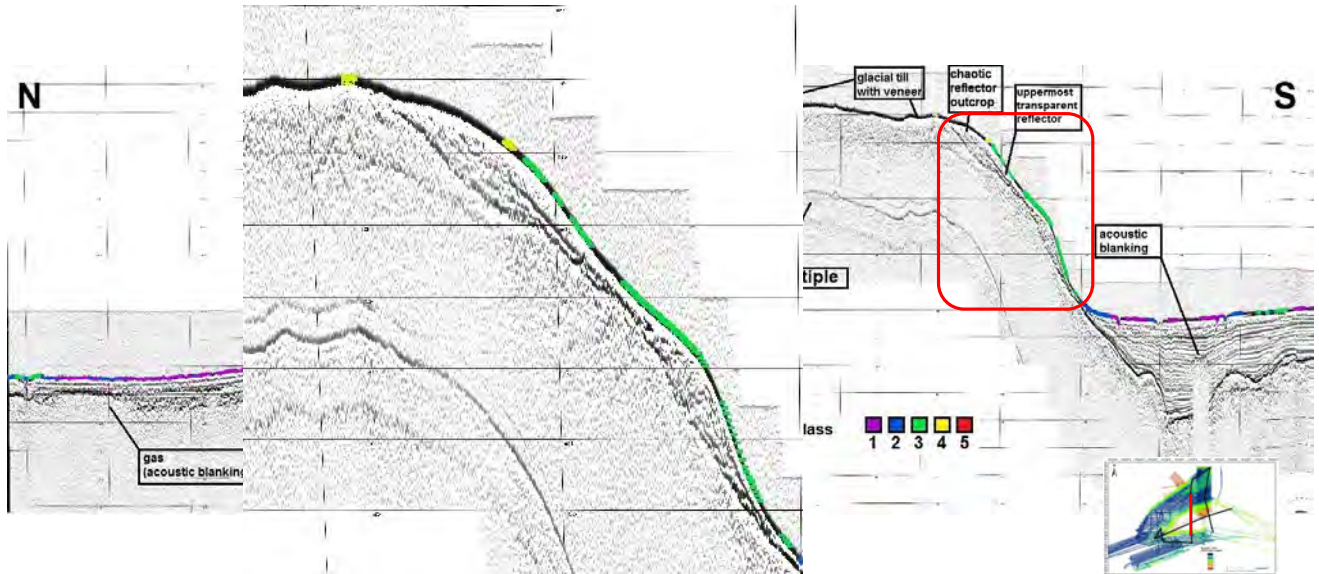 N
gas
(acoustic blanking
glacial till
with veneer
chaotic
reflector
outcrop
uppermost
transparent
reflector
S
acoustic
blanking
tiple
lass
1 2 3 4 5